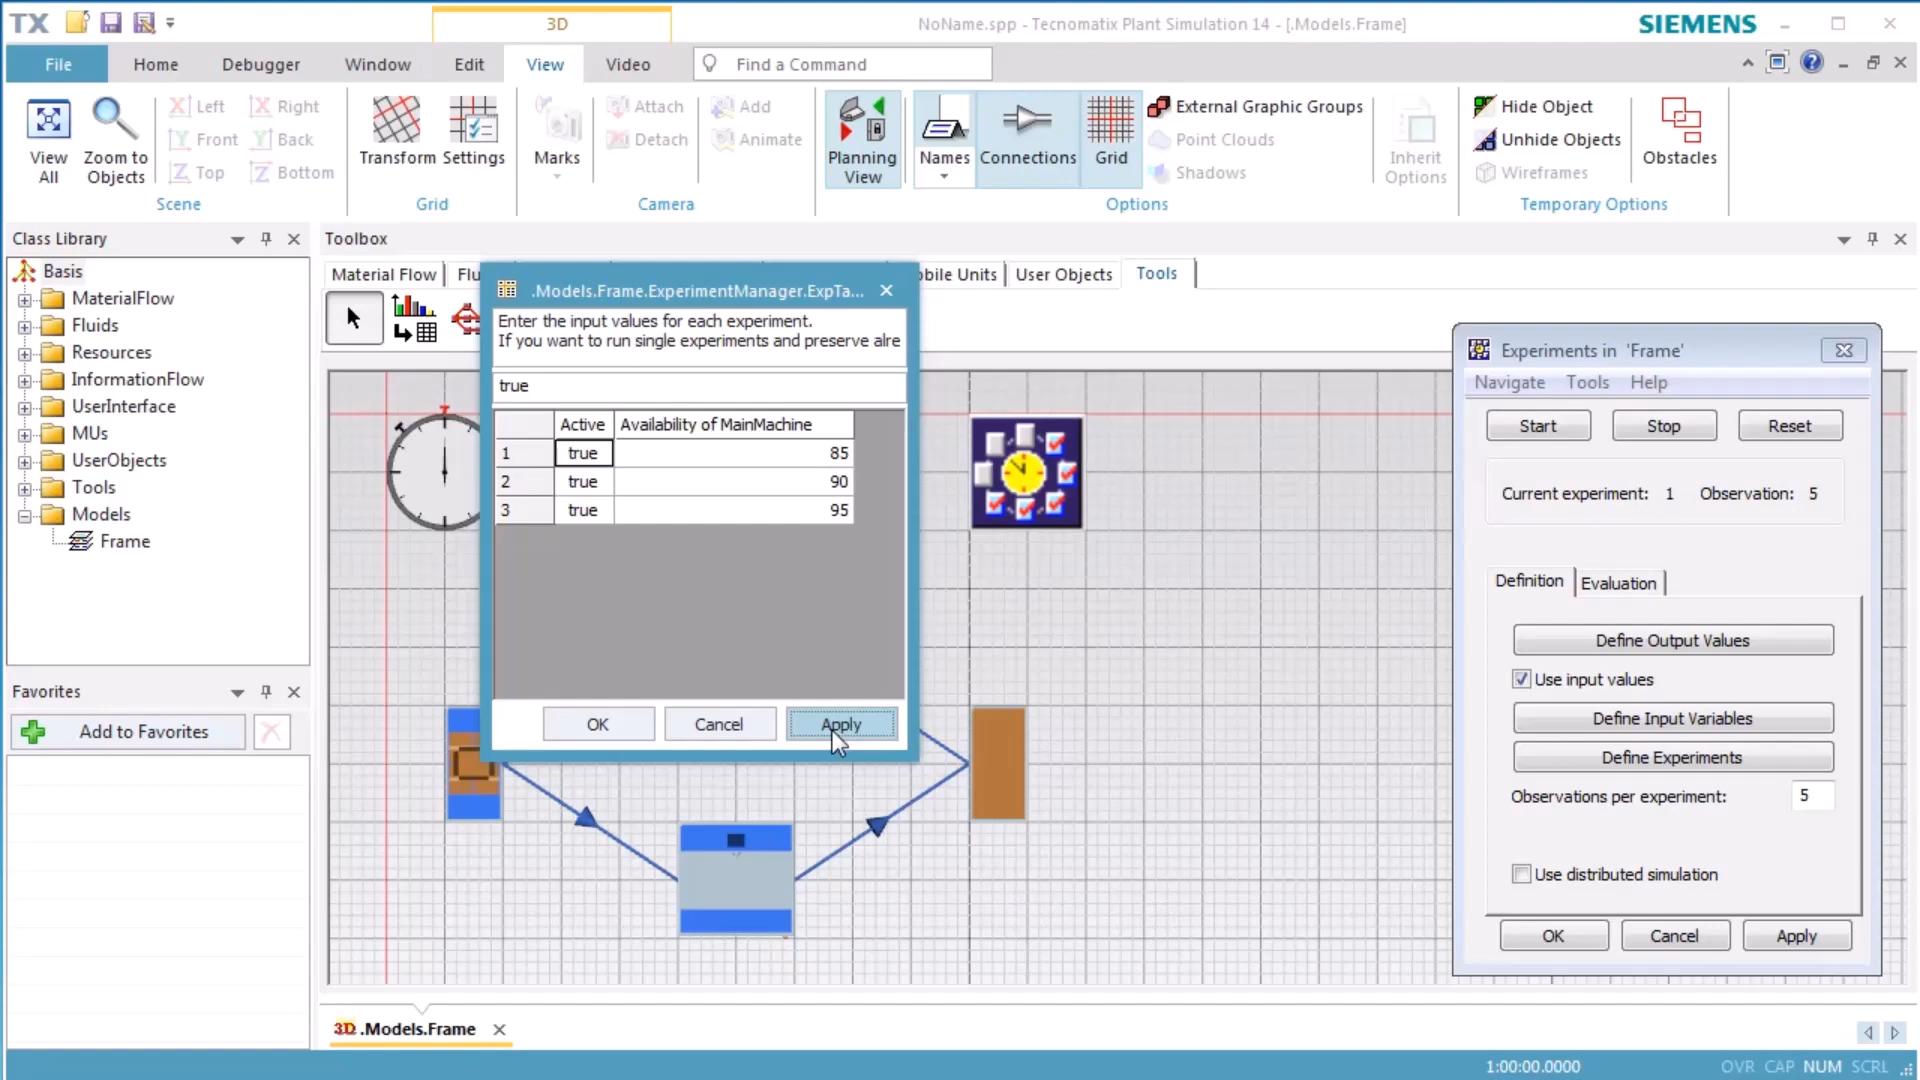 TX
3D
NoName.spp - Tecnomatix Plant Simulation 14 - [.Models.Frame]
SIEMENS
File
Home
Debugger
Window
Edit
View
Video
Find a Command
View All
Zoom to Objects
Left
Right
Front
Back
Top
Bottom
Scene
Transform
Settings
Grid
Marks
Attach
Detach
Add
Animate
Camera
Planning View
Names
Connections
Grid
External Graphic Groups
Point Clouds
Shadows
Options
Inherit Options
Hide Object
Unhide Objects
Wireframes
Obstacles
Temporary Options
Class Library
Basis
MaterialFlow
Fluids
Resources
InformationFlow
UserInterface
MUs
UserObjects
Tools
Models
Frame
Favorites
Add to Favorites
Toolbox
Material Flow
Flu
obile Units
User Objects
Tools
.Models.Frame.ExperimentManager.ExpTa...
Enter the input values for each experiment.
If you want to run single experiments and preserve alre
true
Active Availability of MainMachine
1 true 85
2 true 90
3 true 95
OK
Cancel
Apply
Experiments in 'Frame'
Navigate Tools Help
Start
Stop
Reset
Current experiment: 1 Observation: 5
Definition
Evaluation
Define Output Values
Use input values
Define Input Variables
Define Experiments
Observations per experiment: 5
Use distributed simulation
OK
Cancel
Apply
3D .Models.Frame
1:00:00.0000
OVR CAP NUM SCRL